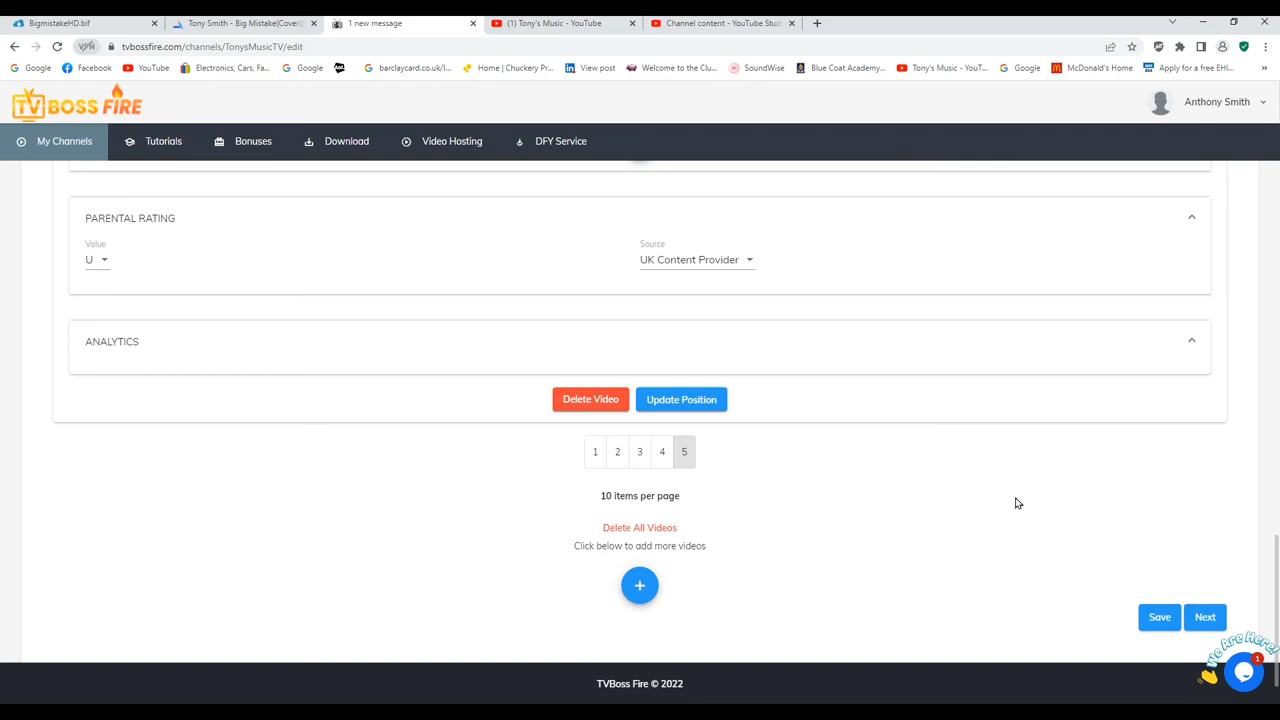 BigmistakeHD.bif
Tony Smith - Big Mistake(Cover)
1 new message
(1) Tony's Music - YouTube
Channel content - YouTube Stud
VPN
tvbossfire.com/channels/TonysMusicTV/edit
Google
Facebook
YouTube
Electronics, Cars, Fa...
Google
barclaycard.co.uk/l...
Home | Chuckery Pr...
View post
Welcome to the Clu...
SoundWise
Blue Coat Academy...
Tony's Music - YouT...
Google
McDonald's Home
Apply for a free EHI...
TV BOSS FIRE
Anthony Smith
My Channels
Tutorials
Bonuses
Download
Video Hosting
DFY Service
PARENTAL RATING
Value
Source
U
UK Content Provider
ANALYTICS
Delete Video
Update Position
1 2 3 4 5
10 items per page
Delete All Videos
Click below to add more videos
+
Save
Next
We Are Here!
1
TVBoss Fire © 2022